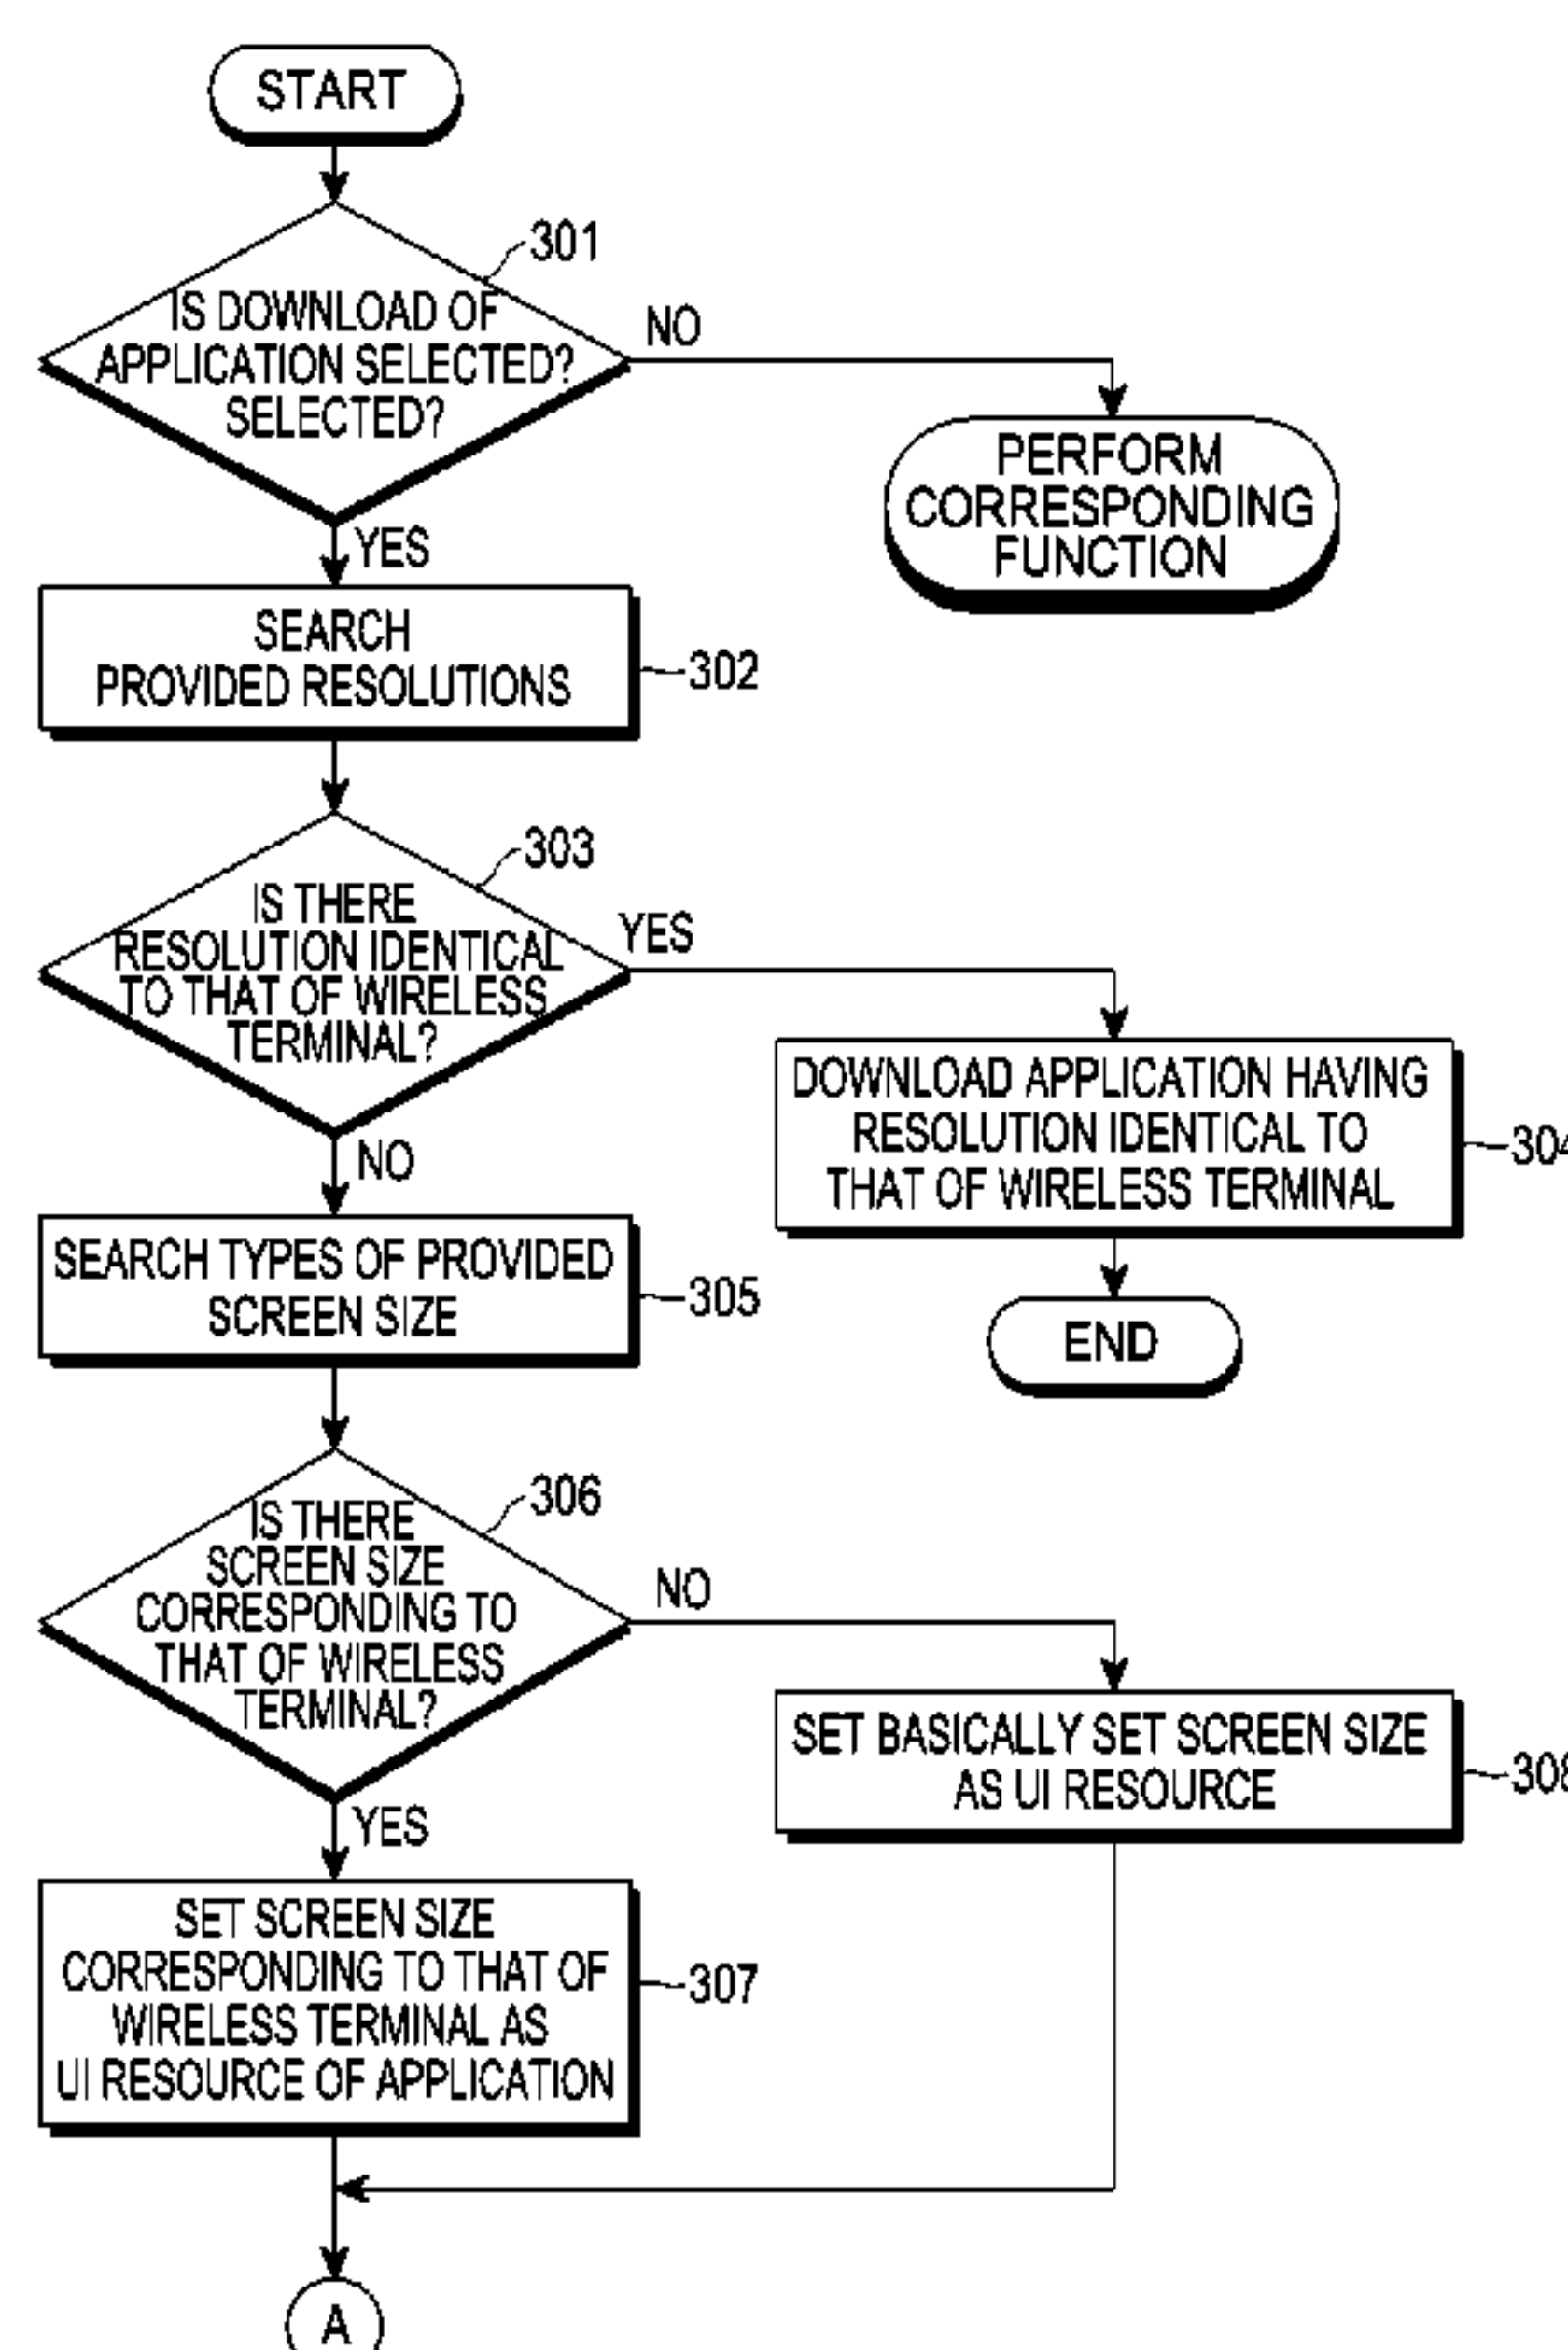 START
301
IS DOWNLOAD OF
APPLICATION SELECTED?
SELECTED?
NO
PERFORM
CORRESPONDING
FUNCTION
YES
SEARCH
PROVIDED RESOLUTIONS
302
303
IS THERE
RESOLUTION IDENTICAL
TO THAT OF WIRELESS
TERMINAL?
YES
DOWNLOAD APPLICATION HAVING
RESOLUTION IDENTICAL TO
THAT OF WIRELESS TERMINAL
304
NO
SEARCH TYPES OF PROVIDED
SCREEN SIZE
305
END
306
IS THERE
SCREEN SIZE
CORRESPONDING TO
THAT OF WIRELESS
TERMINAL?
NO
SET BASICALLY SET SCREEN SIZE
AS UI RESOURCE
308
YES
SET SCREEN SIZE
CORRESPONDING TO THAT OF
WIRELESS TERMINAL AS
UI RESOURCE OF APPLICATION
307
A